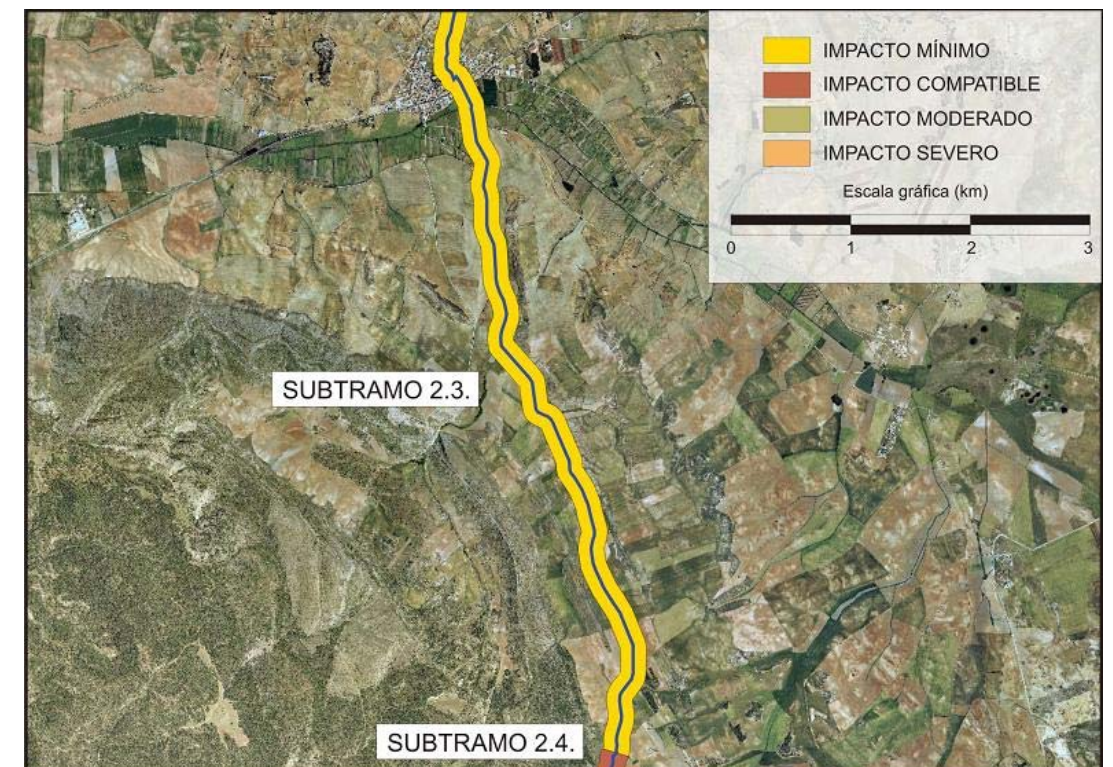 IMPACTO MÍNIMO
IMPACTO COMPATIBLE
IMPACTO MODERADO
IMPACTO SEVERO
Escala gráfica (km)
0 1 2 3
SUBTRAMO 2.3.
SUBTRAMO 2.4.